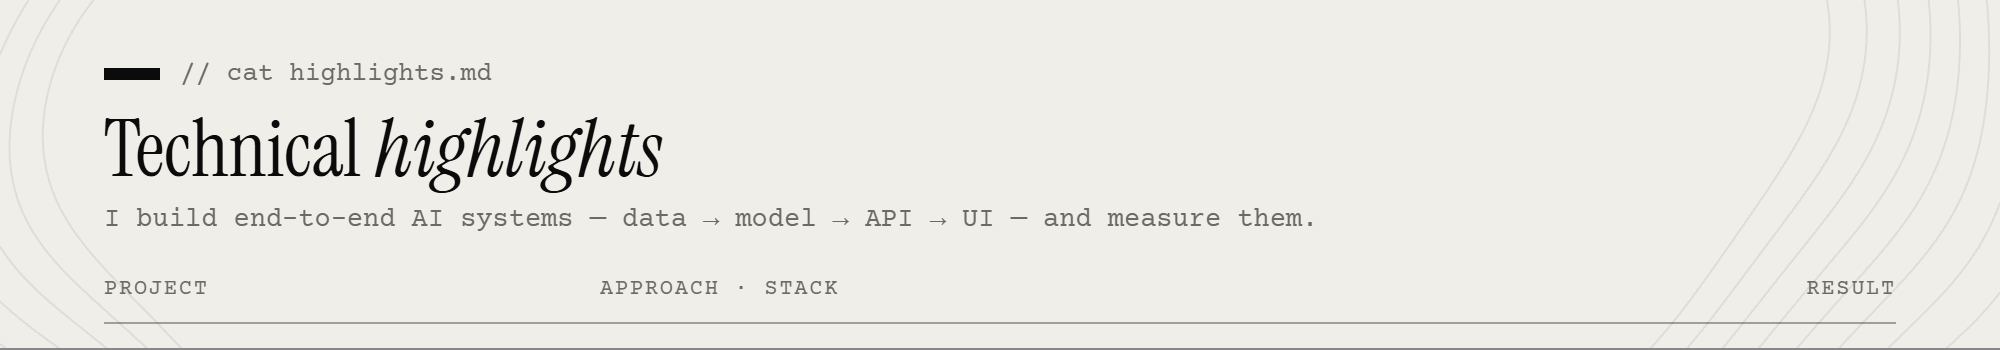 // cat highlights.md
Technical highlights
I build end-to-end AI systems — data → model → API → UI — and measure them.
PROJECT APPROACH · STACK RESULT